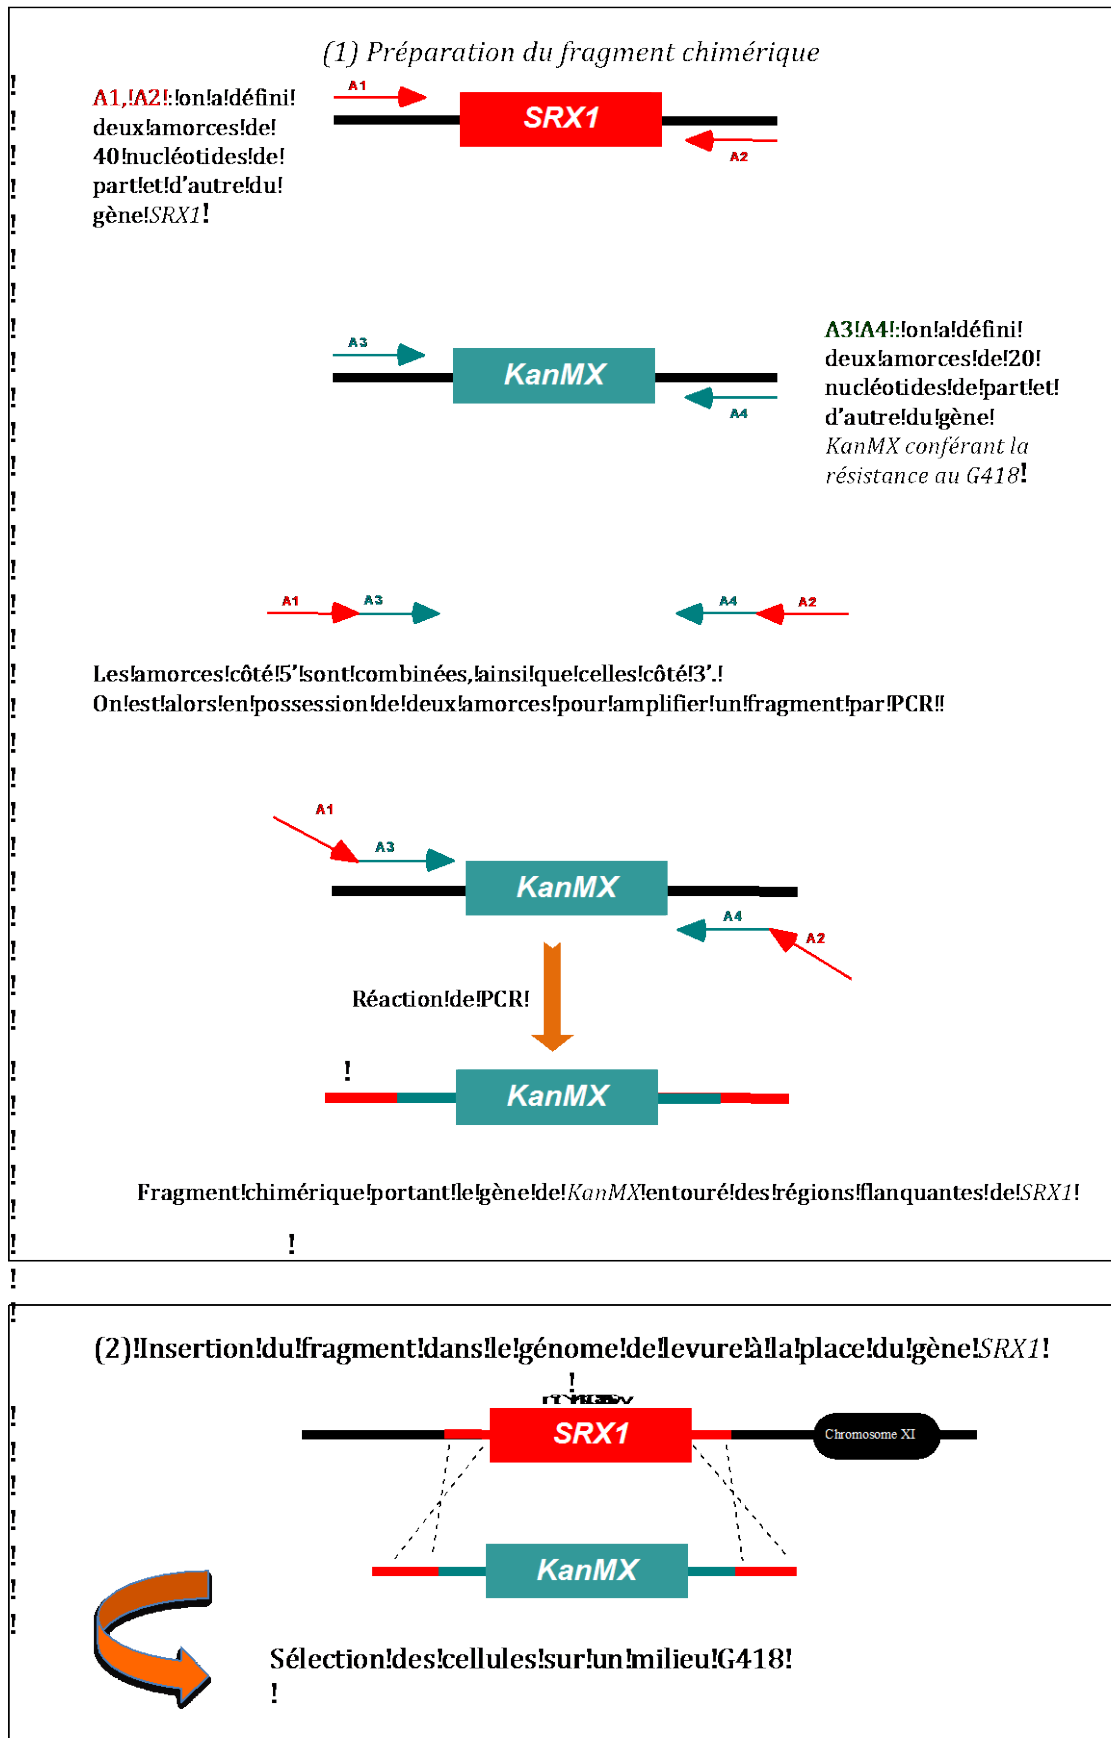 (1) Préparation du fragment chimérique
A1,!A2!:!on!a!défini!
deux!amorces!de!
40!nucléotides!de!
part!et!d'autre!du!
gène!SRX1!
A1
SRX1
A2
A3
KanMX
A4
A3!A4!:!on!a!défini!
deux!amorces!de!20!
nucléotides!de!part!et!
d'autre!du!gène!
KanMX conférant la
résistance au G418!
A1 A3 A4 A2
Les!amorces!côté!5'!sont!combinées,!ainsi!que!celles!côté!3'.!
On!est!alors!en!possession!de!deux!amorces!pour!amplifier!un!fragment!par!PCR!!
A1
A3
KanMX
A4
A2
Réaction!de!PCR!
!
KanMX
Fragment!chimérique!portant!le!gène!de!KanMX!entouré!des!régions!flanquantes!de!SRX1!
!
(2)!Insertion!du!fragment!dans!le!génome!de!levure!à!la!place!du!gène!SRX1!
!
SRX1
Chromosome XI
KanMX
Sélection!des!cellules!sur!un!milieu!G418!
!